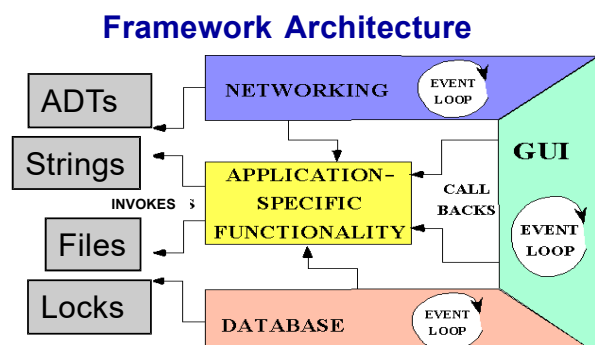 Framework Architecture
ADTs
Strings
INVOKES S
Files
Locks
NETWORKING
EVENT
LOOP
APPLICATION-
SPECIFIC
FUNCTIONALITY
CALL
BACKS
GUI
EVENT
LOOP
DATABASE
EVENT
LOOP